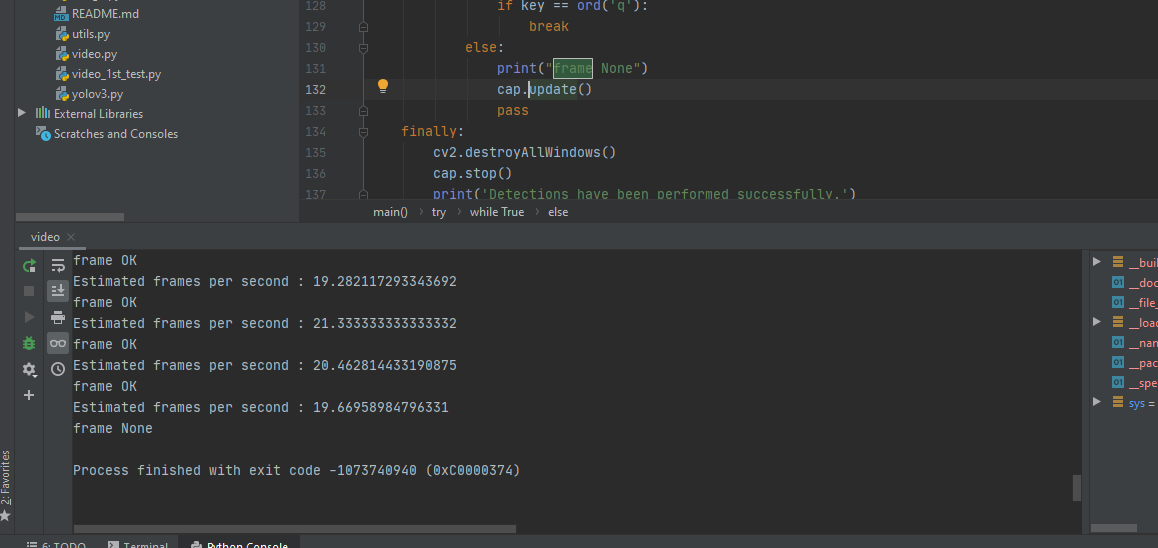 README.md
utils.py
video.py
video_1st_test.py
yolov3.py
External Libraries
Scratches and Consoles
128 if key == ord('q'):
129 break
130 else:
131 print("frame None")
132 cap.update()
133 pass
134 finally:
135 cv2.destroyAllWindows()
136 cap.stop()
137 print('Detections have been performed successfully.')
main() › try › while True › else
video ×
frame OK
Estimated frames per second : 19.282117293343692
frame OK
Estimated frames per second : 21.333333333333332
frame OK
Estimated frames per second : 20.462814433190875
frame OK
Estimated frames per second : 19.66958984796331
frame None
Process finished with exit code -1073740940 (0xC0000374)
__bui
__doc
__file_
__loa
__nan
__pac
__spe
sys =
2: Favorites
6: TODO
Terminal
Python Console